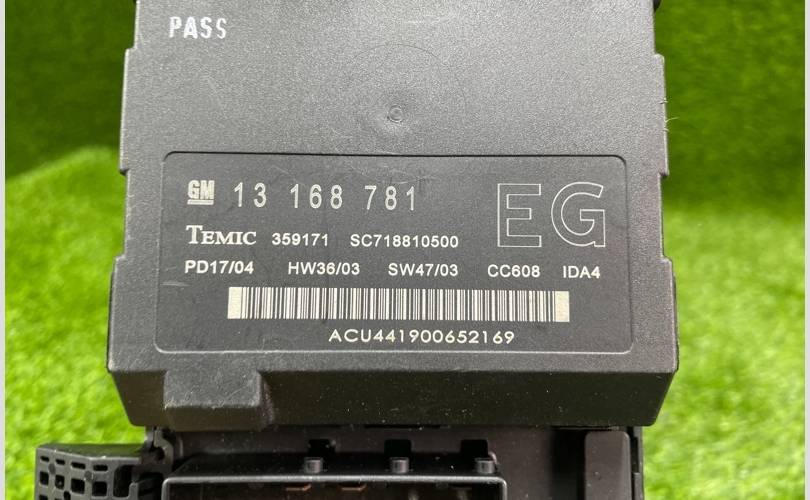 PASS
GM 13 168 781 EG
TEMIC 359171 SC718810500
PD17/04 HW36/03 SW47/03 CC608 IDA4
ACU441900652169